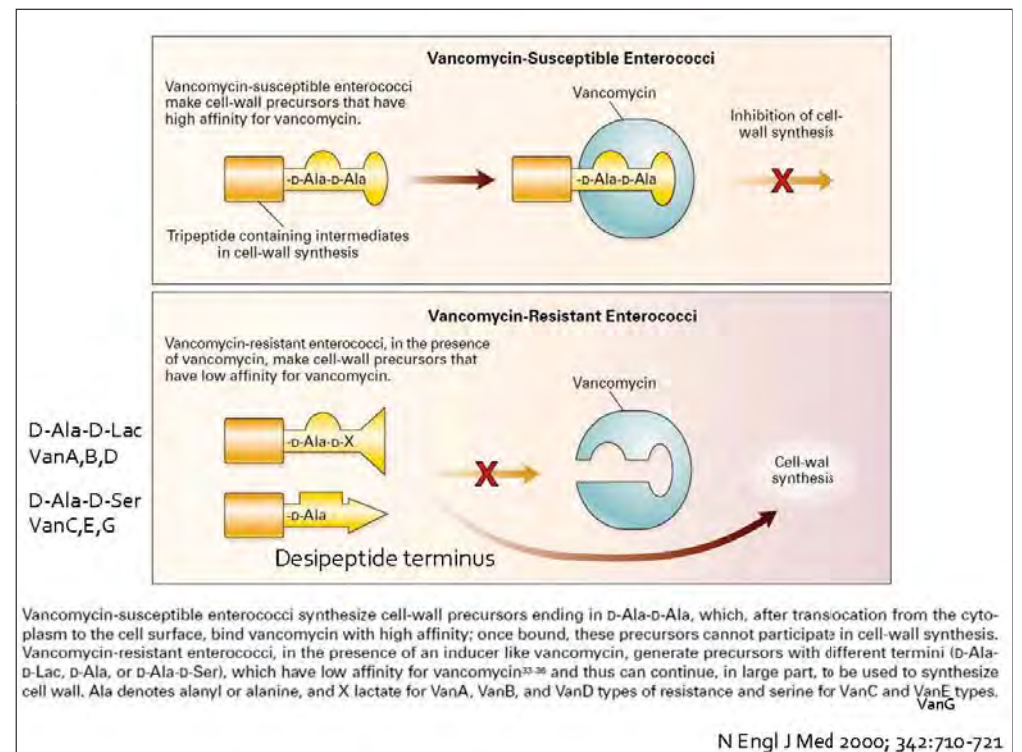 Vancomycin-Susceptible Enterococci
Vancomycin-susceptible enterococci
make cell-wall precursors that have
high affinity for vancomycin.
Vancomycin
Inhibition of cell-
wall synthesis
-D-Ala-D-Ala
-D-Ala-D-Ala
X
Tripeptide containing intermediates
in cell-wall synthesis
Vancomycin-Resistant Enterococci
Vancomycin-resistant enterococci, in the presence
of vancomycin, make cell-wall precursors that
have low affinity for vancomycin.
Vancomycin
D-Ala-D-Lac
VanA,B,D
-D-Ala-D-X
X
Cell-wal
synthesis
D-Ala-D-Ser
VanC,E,G
-D-Ala
Desipeptide terminus
Vancomycin-susceptible enterococci synthesize cell-wall precursors ending in D-Ala-D-Ala, which, after translocation from the cyto-
plasm to the cell surface, bind vancomycin with high affinity; once bound, these precursors cannot participate in cell-wall synthesis.
Vancomycin-resistant enterococci, in the presence of an inducer like vancomycin, generate precursors with different termini (D-Ala-
D-Lac, D-Ala, or D-Ala-D-Ser), which have low affinity for vancomycin33-36 and thus can continue, in large part, to be used to synthesize
cell wall. Ala denotes alanyl or alanine, and X lactate for VanA, VanB, and VanD types of resistance and serine for VanC and VanE types.
VanG
N Engl J Med 2000; 342:710-721